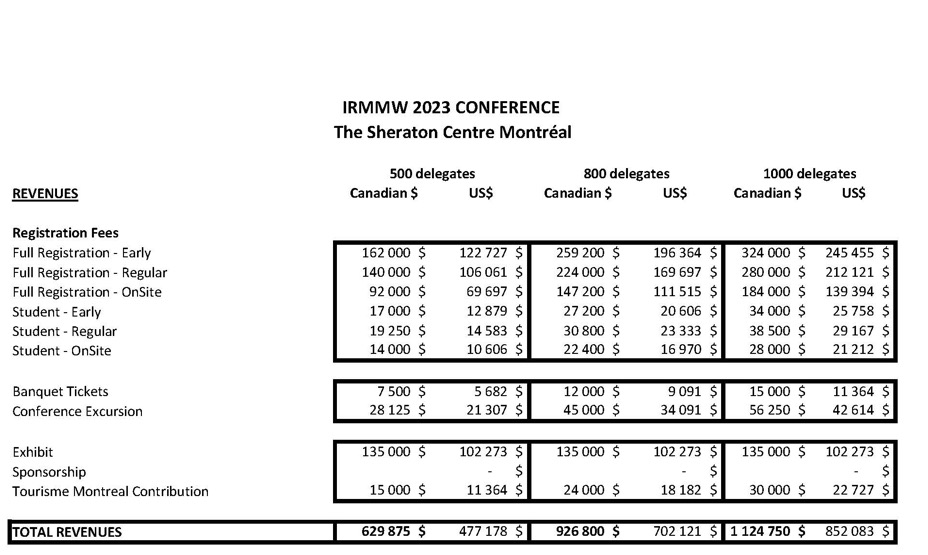 IRMMW 2023 CONFERENCE
The Sheraton Centre Montréal
500 delegates 800 delegates 1000 delegates
REVENUES Canadian $ US$ Canadian $ US$ Canadian $ US$
Registration Fees
Full Registration - Early 162 000 $ 122 727 $ 259 200 $ 196 364 $ 324 000 $ 245 455 $
Full Registration - Regular 140 000 $ 106 061 $ 224 000 $ 169 697 $ 280 000 $ 212 121 $
Full Registration - OnSite 92 000 $ 69 697 $ 147 200 $ 111 515 $ 184 000 $ 139 394 $
Student - Early 17 000 $ 12 879 $ 27 200 $ 20 606 $ 34 000 $ 25 758 $
Student - Regular 19 250 $ 14 583 $ 30 800 $ 23 333 $ 38 500 $ 29 167 $
Student - OnSite 14 000 $ 10 606 $ 22 400 $ 16 970 $ 28 000 $ 21 212 $
Banquet Tickets 7 500 $ 5 682 $ 12 000 $ 9 091 $ 15 000 $ 11 364 $
Conference Excursion 28 125 $ 21 307 $ 45 000 $ 34 091 $ 56 250 $ 42 614 $
Exhibit 135 000 $ 102 273 $ 135 000 $ 102 273 $ 135 000 $ 102 273 $
Sponsorship - $ - $ - $
Tourisme Montreal Contribution 15 000 $ 11 364 $ 24 000 $ 18 182 $ 30 000 $ 22 727 $
TOTAL REVENUES 629 875 $ 477 178 $ 926 800 $ 702 121 $ 1 124 750 $ 852 083 $